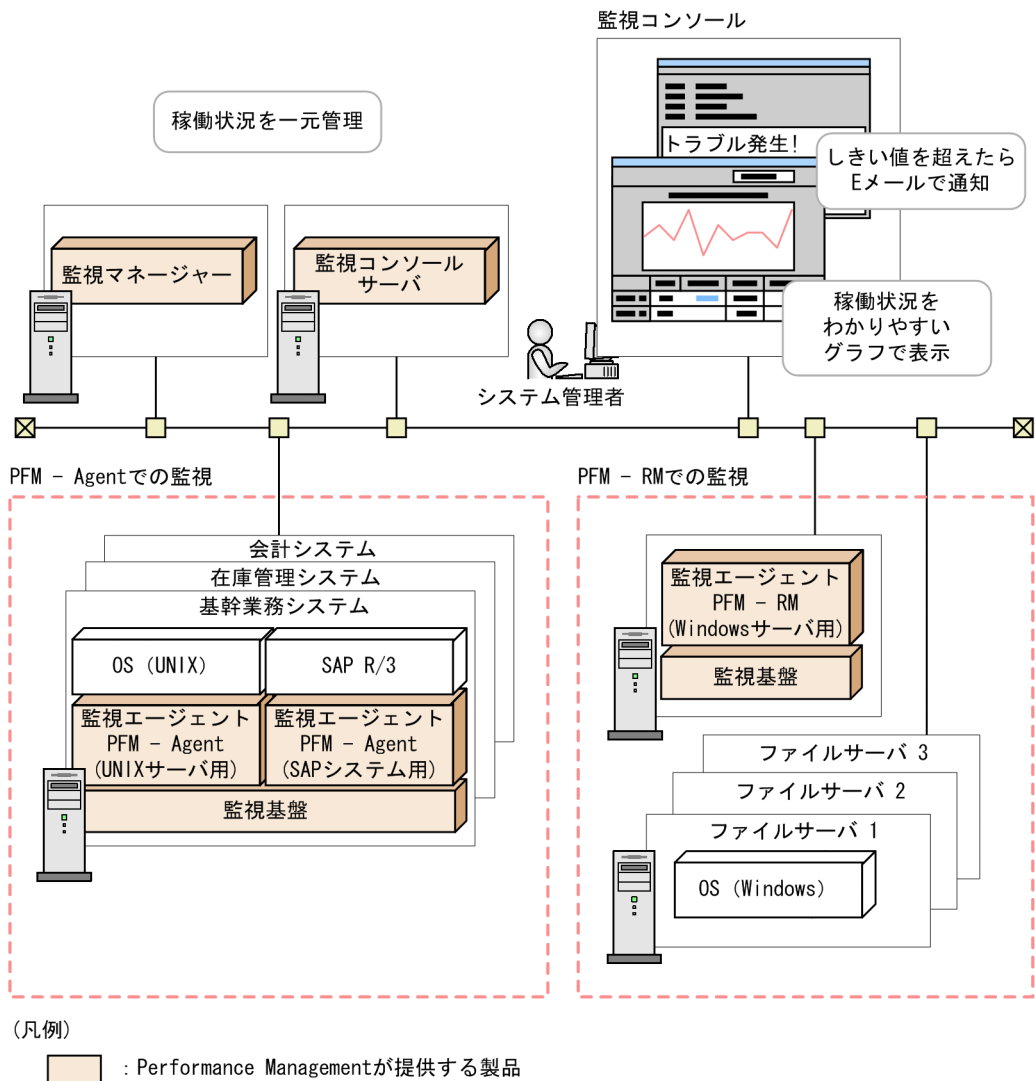 監視コンソール
稼働状況を一元管理
トラブル発生!
しきい値を超えたら
Eメールで通知
監視マネージャー
監視コンソール
サーバ
稼働状況を
わかりやすい
グラフで表示
システム管理者
PFM - Agentでの監視
会計システム
在庫管理システム
基幹業務システム
OS (UNIX)
SAP R/3
監視エージェント
PFM - Agent
(UNIXサーバ用)
監視エージェント
PFM - Agent
(SAPシステム用)
監視基盤
PFM - RMでの監視
監視エージェント
PFM - RM
(Windowsサーバ用)
監視基盤
ファイルサーバ 3
ファイルサーバ 2
ファイルサーバ 1
OS (Windows)
(凡例)
: Performance Managementが提供する製品